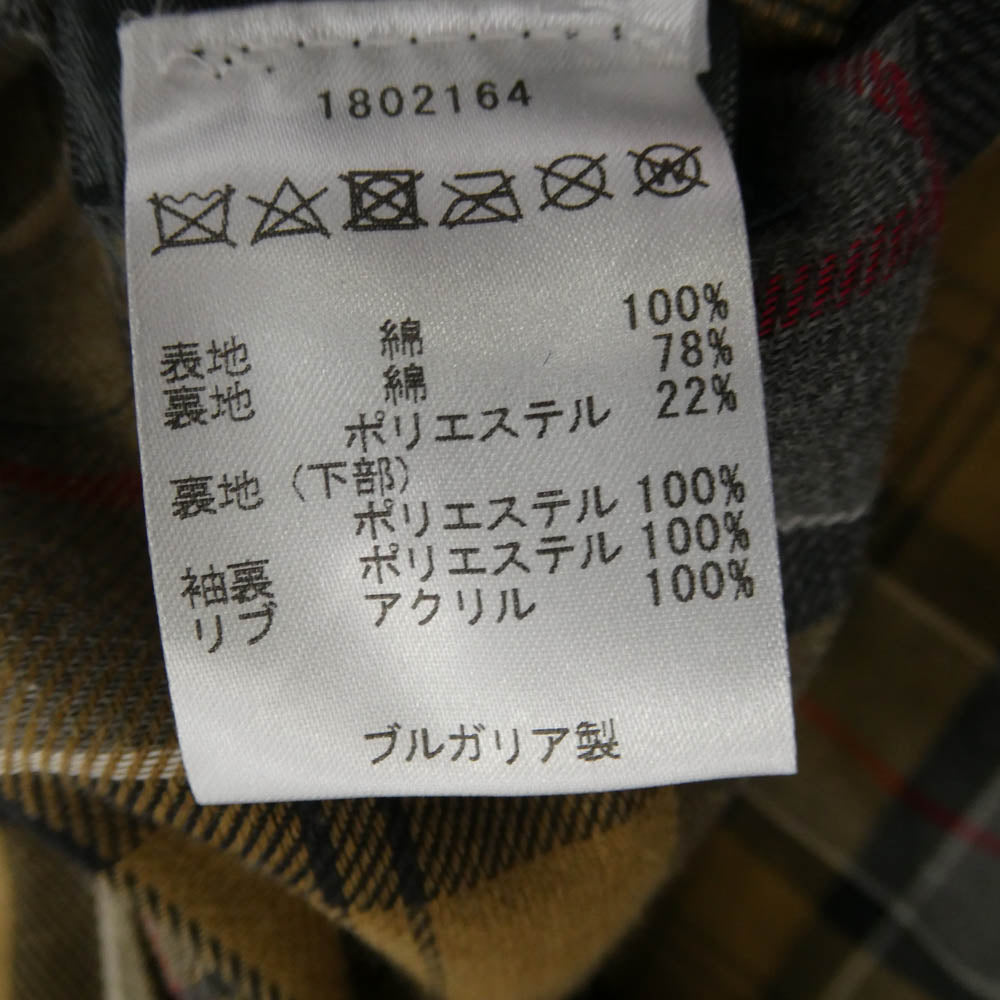 1802164
表地 綿 100%
裏地 綿 78%
ポリエステル 22%
裏地 (下部)
ポリエステル 100%
袖裏 ポリエステル 100%
リブ アクリル 100%
ブルガリア製